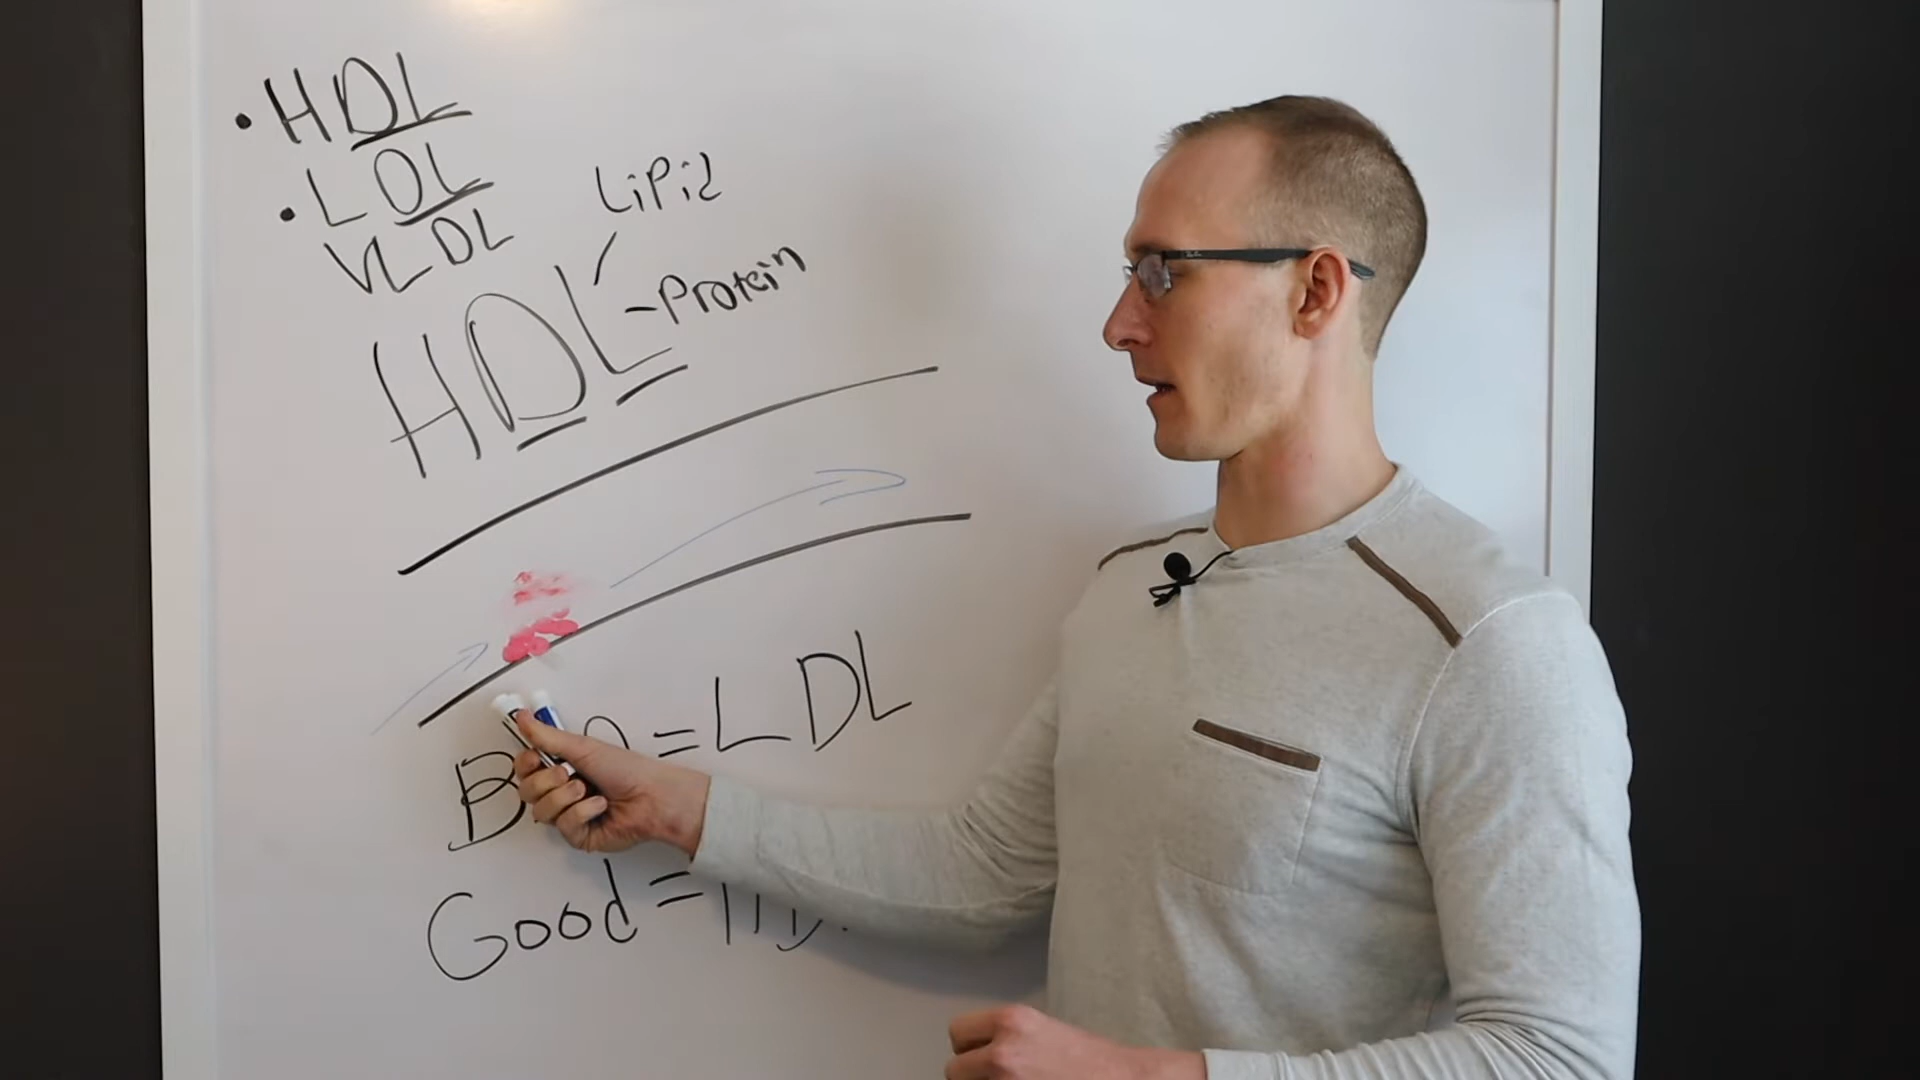 • HDL
• LDL
VLDL
Lipid
- Protein
HDL
= LDL
Good =